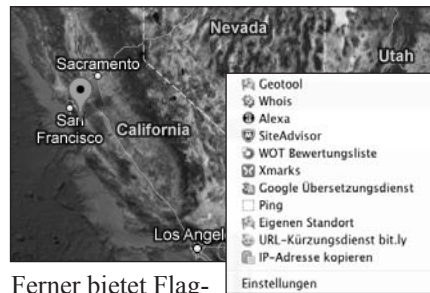 Nevada
Utah
Sacramento
San
Francisco
California
Los Angel
Geotool
Whois
Alexa
SiteAdvisor
WOT Bewertungsliste
Xmarks
Google Übersetzungsdienst
Ping
Eigenen Standort
URL-Kürzungsdienst bit.ly
IP-Adresse kopieren
Einstellungen
Ferner bietet Flag-